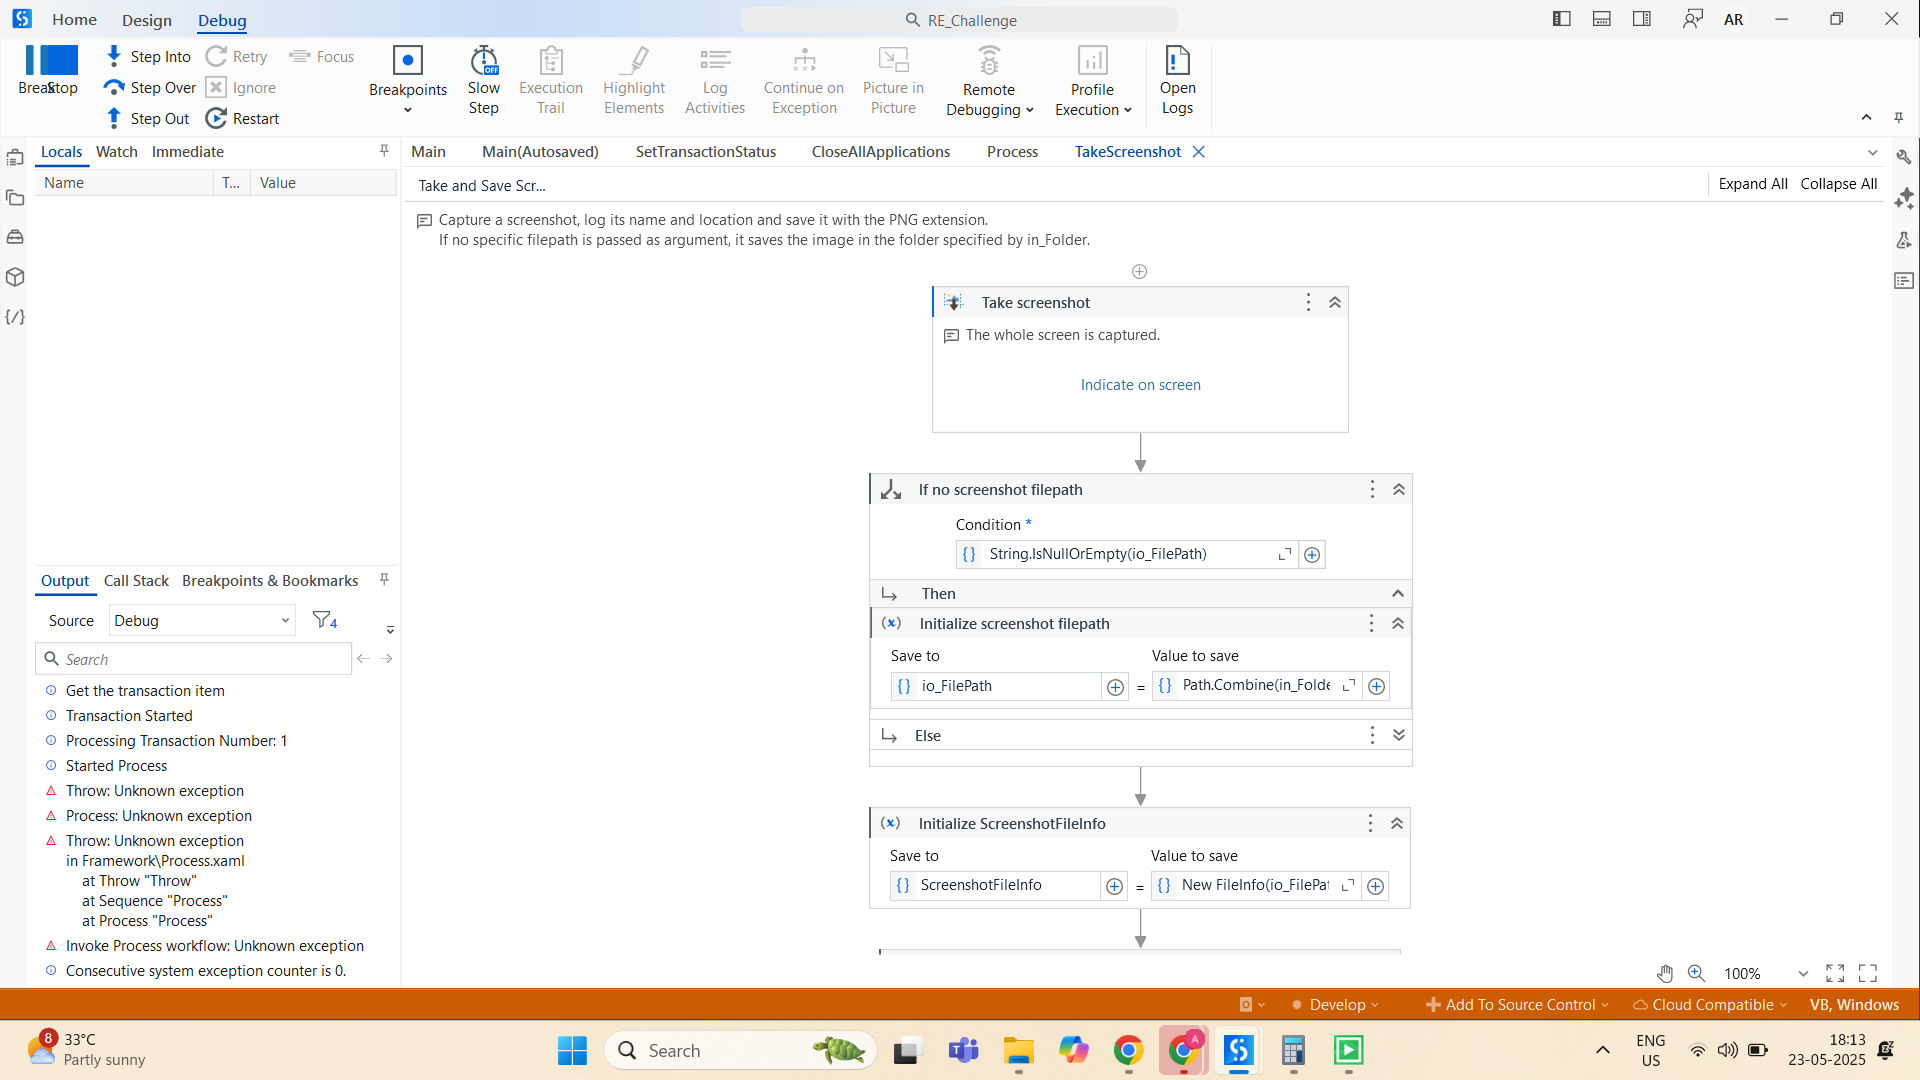 Home
Design
Debug
RE_Challenge
AR
Break
Stop
Step Into
Step Over
Step Out
Retry
Ignore
Restart
Focus
Breakpoints
Slow
Step
OFF
Execution
Trail
Highlight
Elements
Log
Activities
Continue on
Exception
Picture in
Picture
Remote
Debugging
Profile
Execution
Open
Logs
Locals
Watch
Immediate
Name
T...
Value
Main
Main(Autosaved)
SetTransactionStatus
CloseAllApplications
Process
TakeScreenshot
Take and Save Scr...
Expand All
Collapse All
Capture a screenshot, log its name and location and save it with the PNG extension.
If no specific filepath is passed as argument, it saves the image in the folder specified by in_Folder.
Take screenshot
The whole screen is captured.
Indicate on screen
If no screenshot filepath
Condition *
{} String.IsNullOrEmpty(io_FilePath)
Then
(x) Initialize screenshot filepath
Save to
Value to save
{} io_FilePath
=
{} Path.Combine(in_Folde
Else
(x) Initialize ScreenshotFileInfo
Save to
Value to save
{} ScreenshotFileInfo
=
{} New FileInfo(io_FilePat
Output
Call Stack
Breakpoints & Bookmarks
Source
Debug
4
Search
Get the transaction item
Transaction Started
Processing Transaction Number: 1
Started Process
Throw: Unknown exception
Process: Unknown exception
Throw: Unknown exception
in Framework\Process.xaml
at Throw "Throw"
at Sequence "Process"
at Process "Process"
Invoke Process workflow: Unknown exception
Consecutive system exception counter is 0.
100%
0
Develop
Add To Source Control
Cloud Compatible
VB, Windows
8
33°C
Partly sunny
Search
A
ENG
US
18:13
23-05-2025